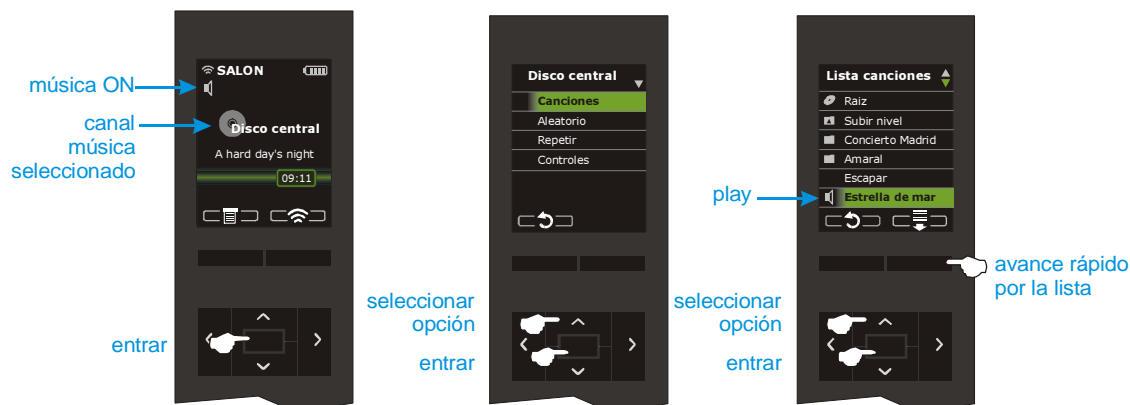 música ON
canal
música
seleccionado
entrar
SALON
Disco central
A hard day's night
09:11
seleccionar
opción
entrar
Disco central
Canciones
Aleatorio
Repetir
Controles
play
seleccionar
opción
entrar
Lista canciones
Raiz
Subir nivel
Concierto Madrid
Amaral
Escapar
Estrella de mar
avance rápido
por la lista